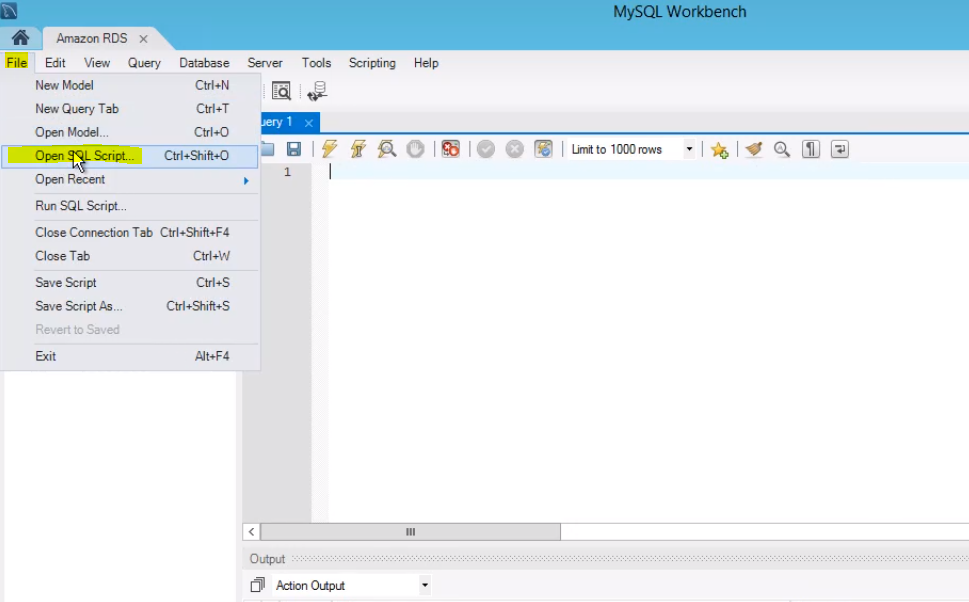 MySQL Workbench
Amazon RDS
File Edit View Query Database Server Tools Scripting Help
New Model Ctrl+N
New Query Tab Ctrl+T
Open Model... Ctrl+O
Open SQL Script... Ctrl+Shift+O
Open Recent
Run SQL Script...
Close Connection Tab Ctrl+Shift+F4
Close Tab Ctrl+W
Save Script Ctrl+S
Save Script As... Ctrl+Shift+S
Revert to Saved
Exit Alt+F4
uery 1
Limit to 1000 rows
1
Output
Action Output